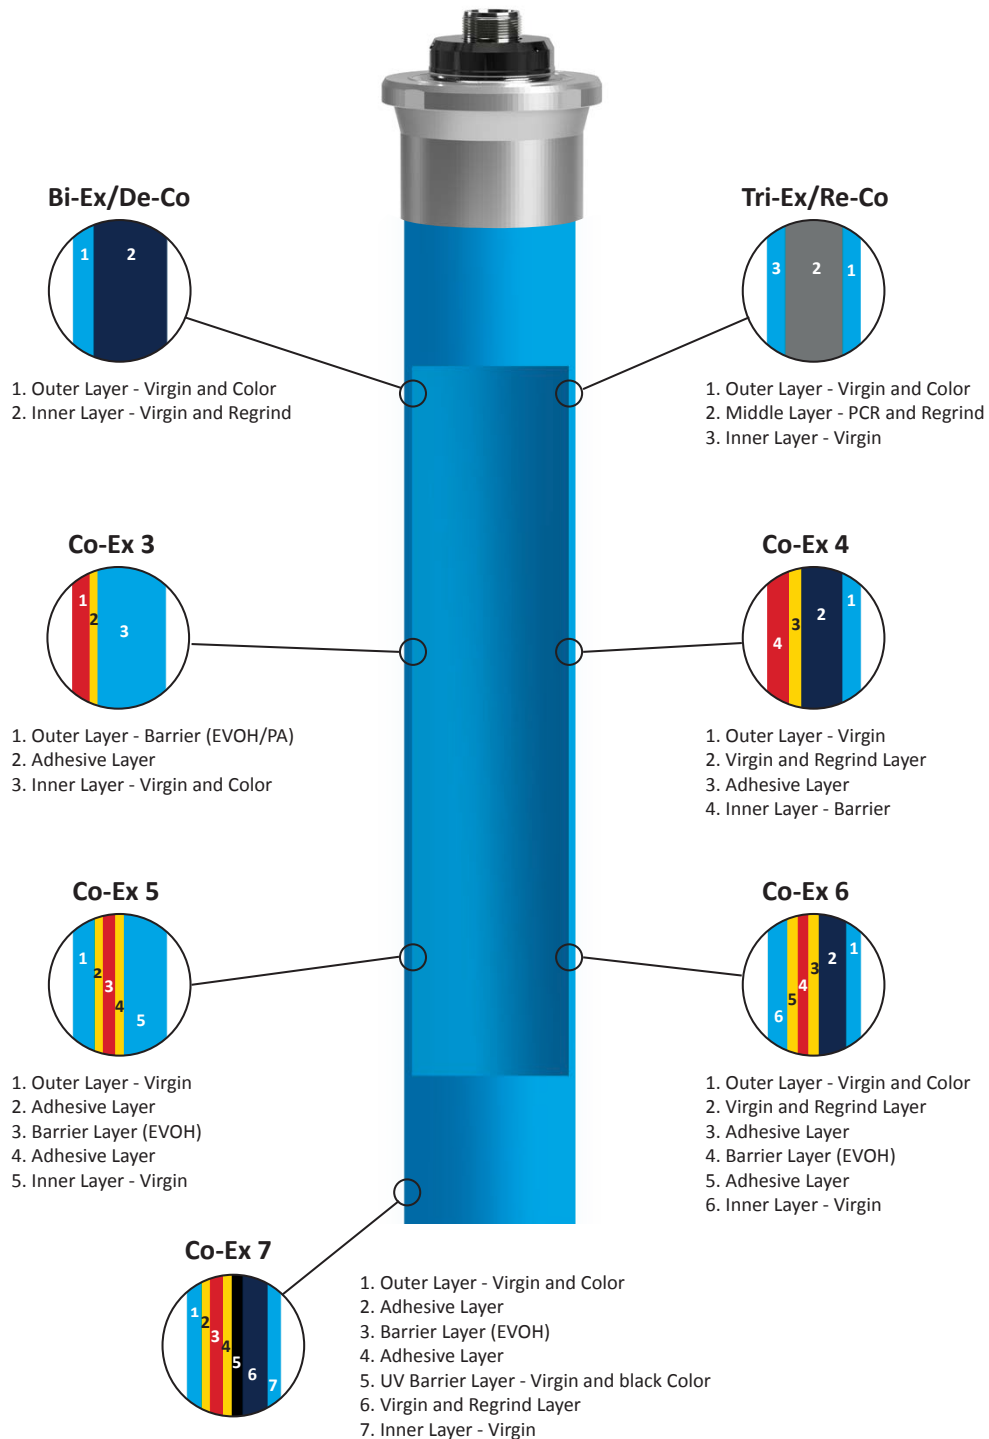 Bi-Ex/De-Co
1
2
1. Outer Layer - Virgin and Color
2. Inner Layer - Virgin and Regrind
Tri-Ex/Re-Co
3
2
1
1. Outer Layer - Virgin and Color
2. Middle Layer - PCR and Regrind
3. Inner Layer - Virgin
Co-Ex 3
1
2
3
1. Outer Layer - Barrier (EVOH/PA)
2. Adhesive Layer
3. Inner Layer - Virgin and Color
Co-Ex 4
4
3
2
1
1. Outer Layer - Virgin
2. Virgin and Regrind Layer
3. Adhesive Layer
4. Inner Layer - Barrier
Co-Ex 5
1
2
3
4
5
1. Outer Layer - Virgin
2. Adhesive Layer
3. Barrier Layer (EVOH)
4. Adhesive Layer
5. Inner Layer - Virgin
Co-Ex 6
6
5
4
3
2
1
1. Outer Layer - Virgin and Color
2. Virgin and Regrind Layer
3. Adhesive Layer
4. Barrier Layer (EVOH)
5. Adhesive Layer
6. Inner Layer - Virgin
Co-Ex 7
1
2
3
4
5
6
7
1. Outer Layer - Virgin and Color
2. Adhesive Layer
3. Barrier Layer (EVOH)
4. Adhesive Layer
5. UV Barrier Layer - Virgin and black Color
6. Virgin and Regrind Layer
7. Inner Layer - Virgin